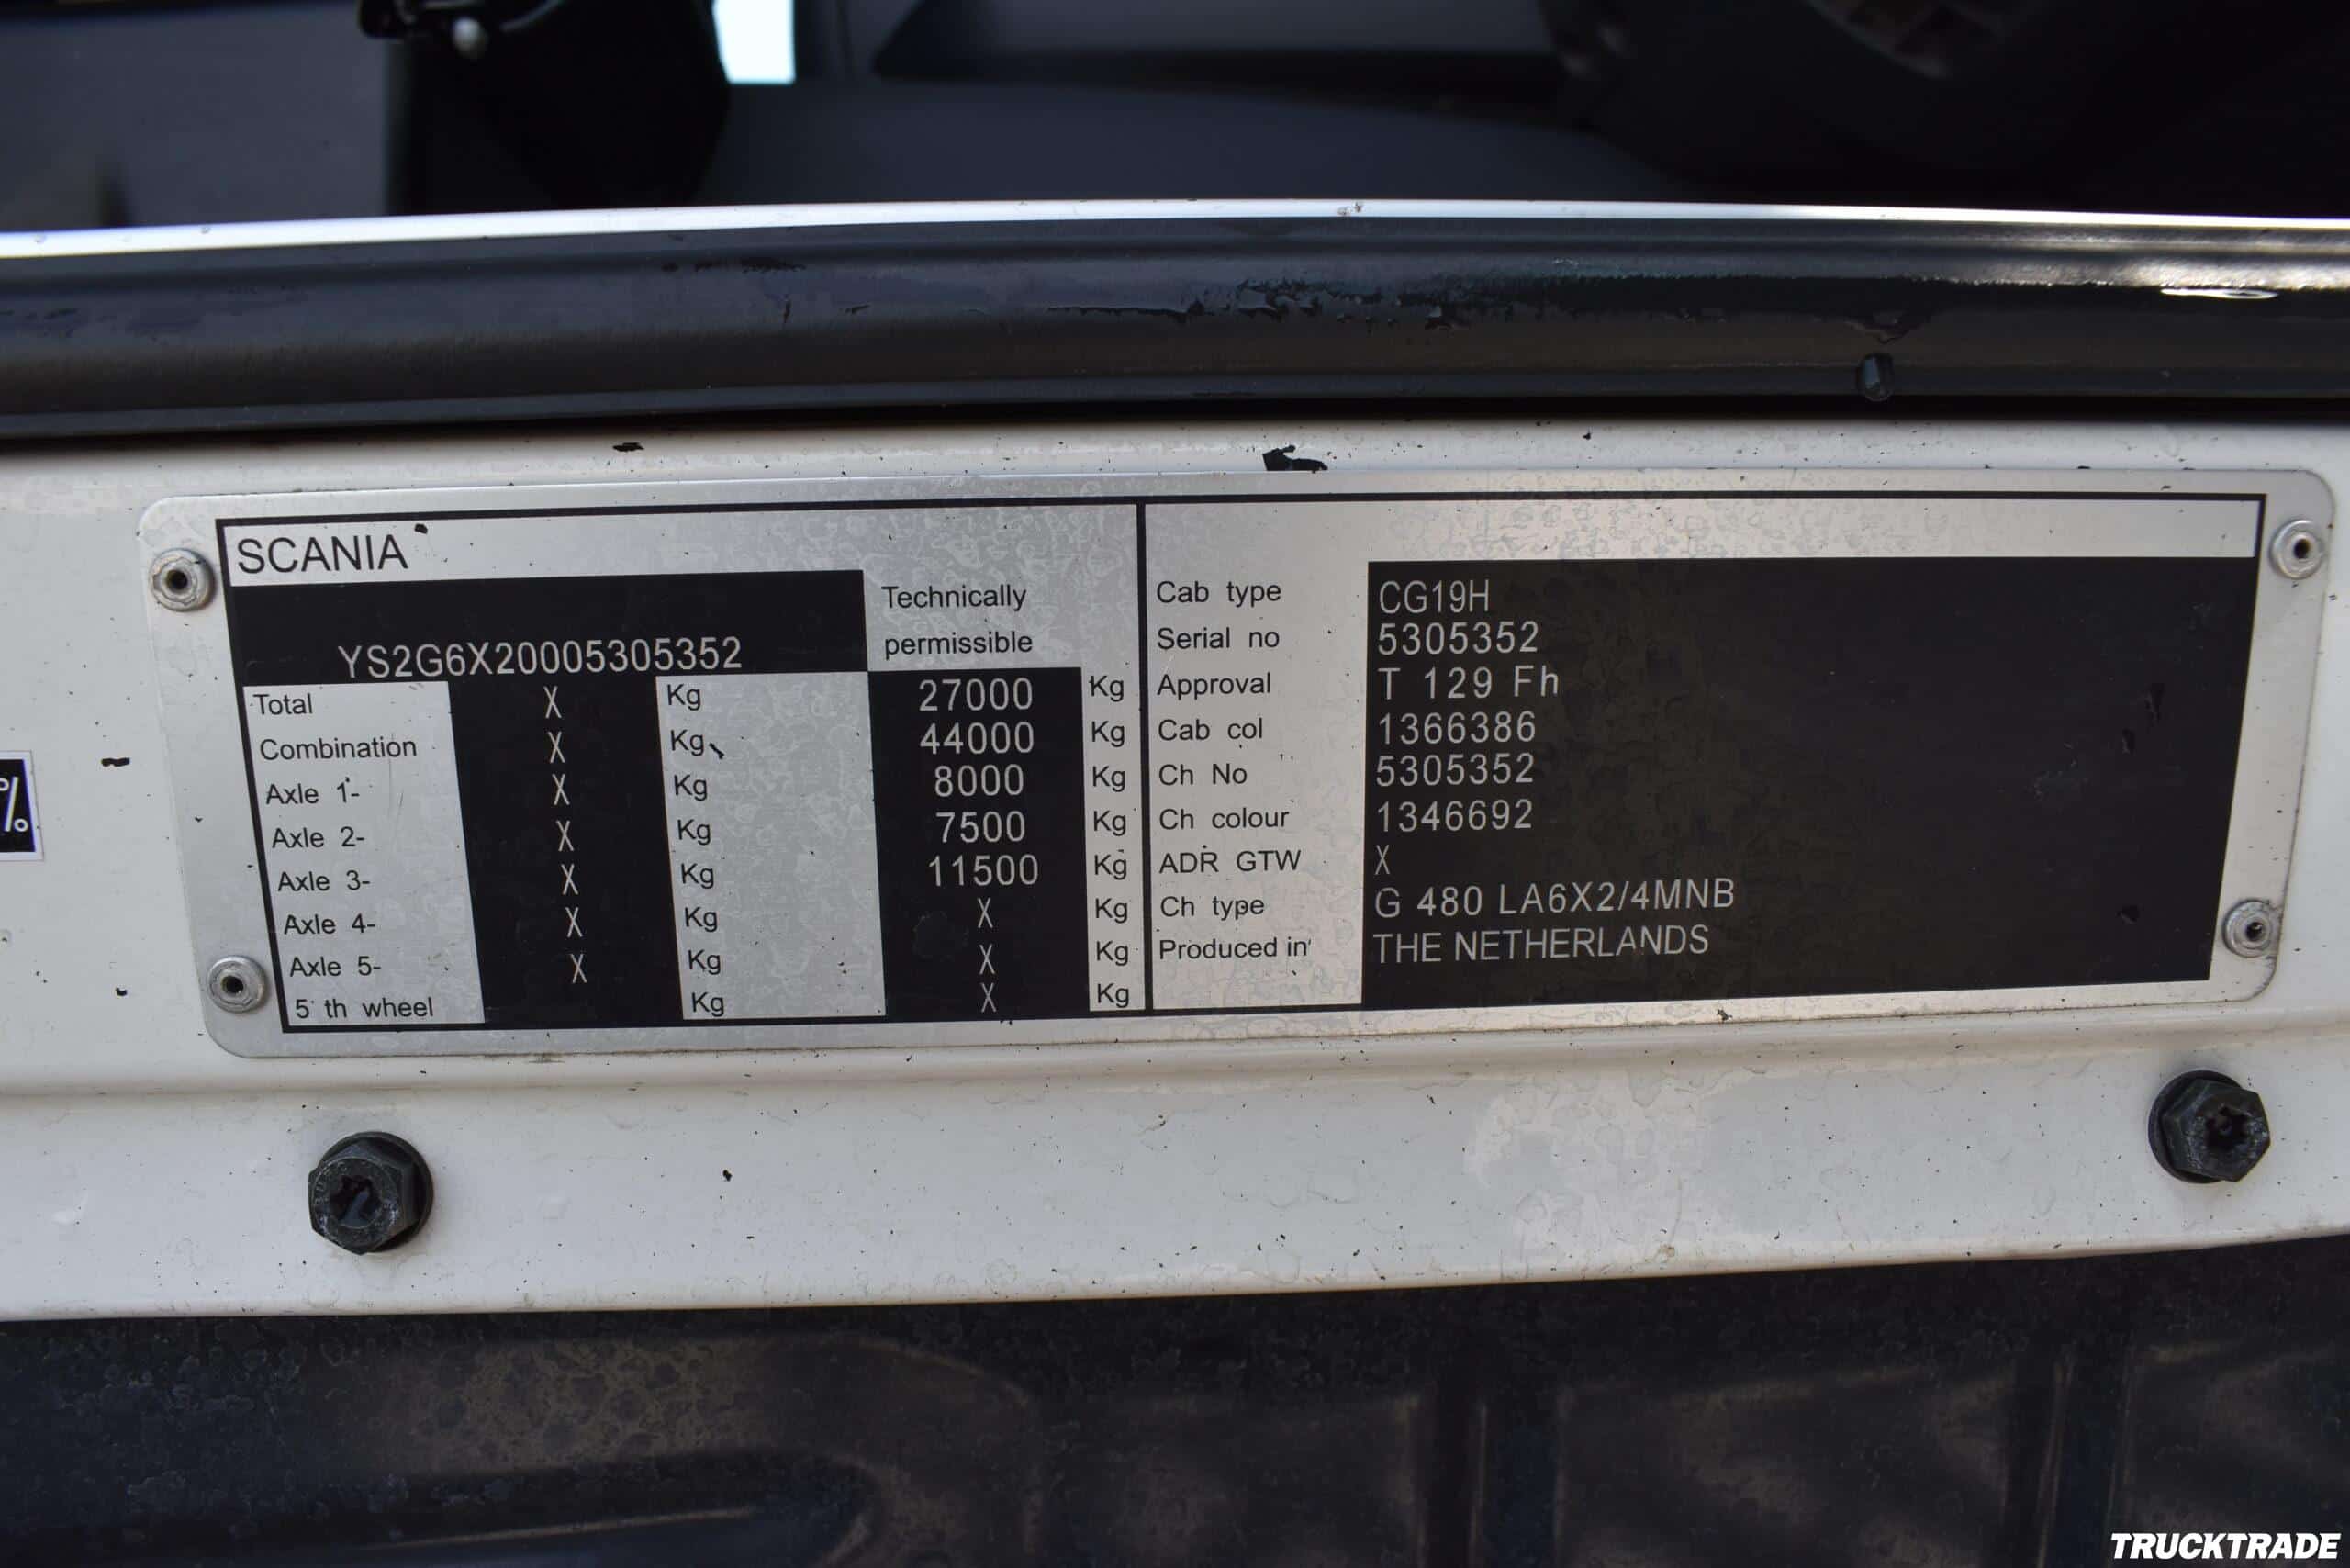 SCANIA
YS2G6X20005305352
Technically
permissible
Total X Kg 27000 Kg
Combination X Kg 44000 Kg
Axle 1- X Kg 8000 Kg
Axle 2- X Kg 7500 Kg
Axle 3- X Kg 11500 Kg
Axle 4- X Kg X Kg
Axle 5- X Kg X Kg
5' th wheel Kg X Kg
Cab type CG19H
Serial no 5305352
Approval T 129 Fh
Cab col 1366386
Ch No 5305352
Ch colour 1346692
ADR GTW X
Ch type G 480 LA6X2/4MNB
Produced in THE NETHERLANDS
%
TRUCKTRADE